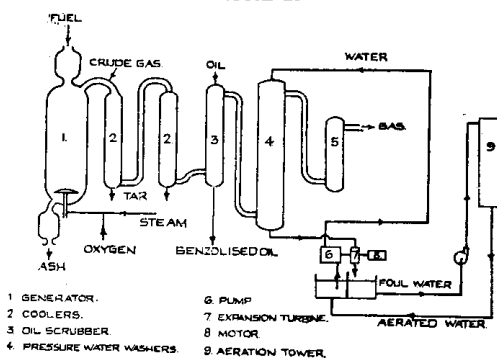 FUEL
CRUDE GAS.
OIL
WATER
1.
2
2
3
4
5
GAS.
9
TAR
STEAM
OXYGEN
BENZOLISED OIL
ASH
6
7
8
FOUL WATER
AERATED WATER.
1 GENERATOR.
2 COOLERS.
3 OIL SCRUBBER.
4. PRESSURE WATER WASHERS.
6. PUMP
7 EXPANSION TURBINE.
8 MOTOR.
9. AERATION TOWER.